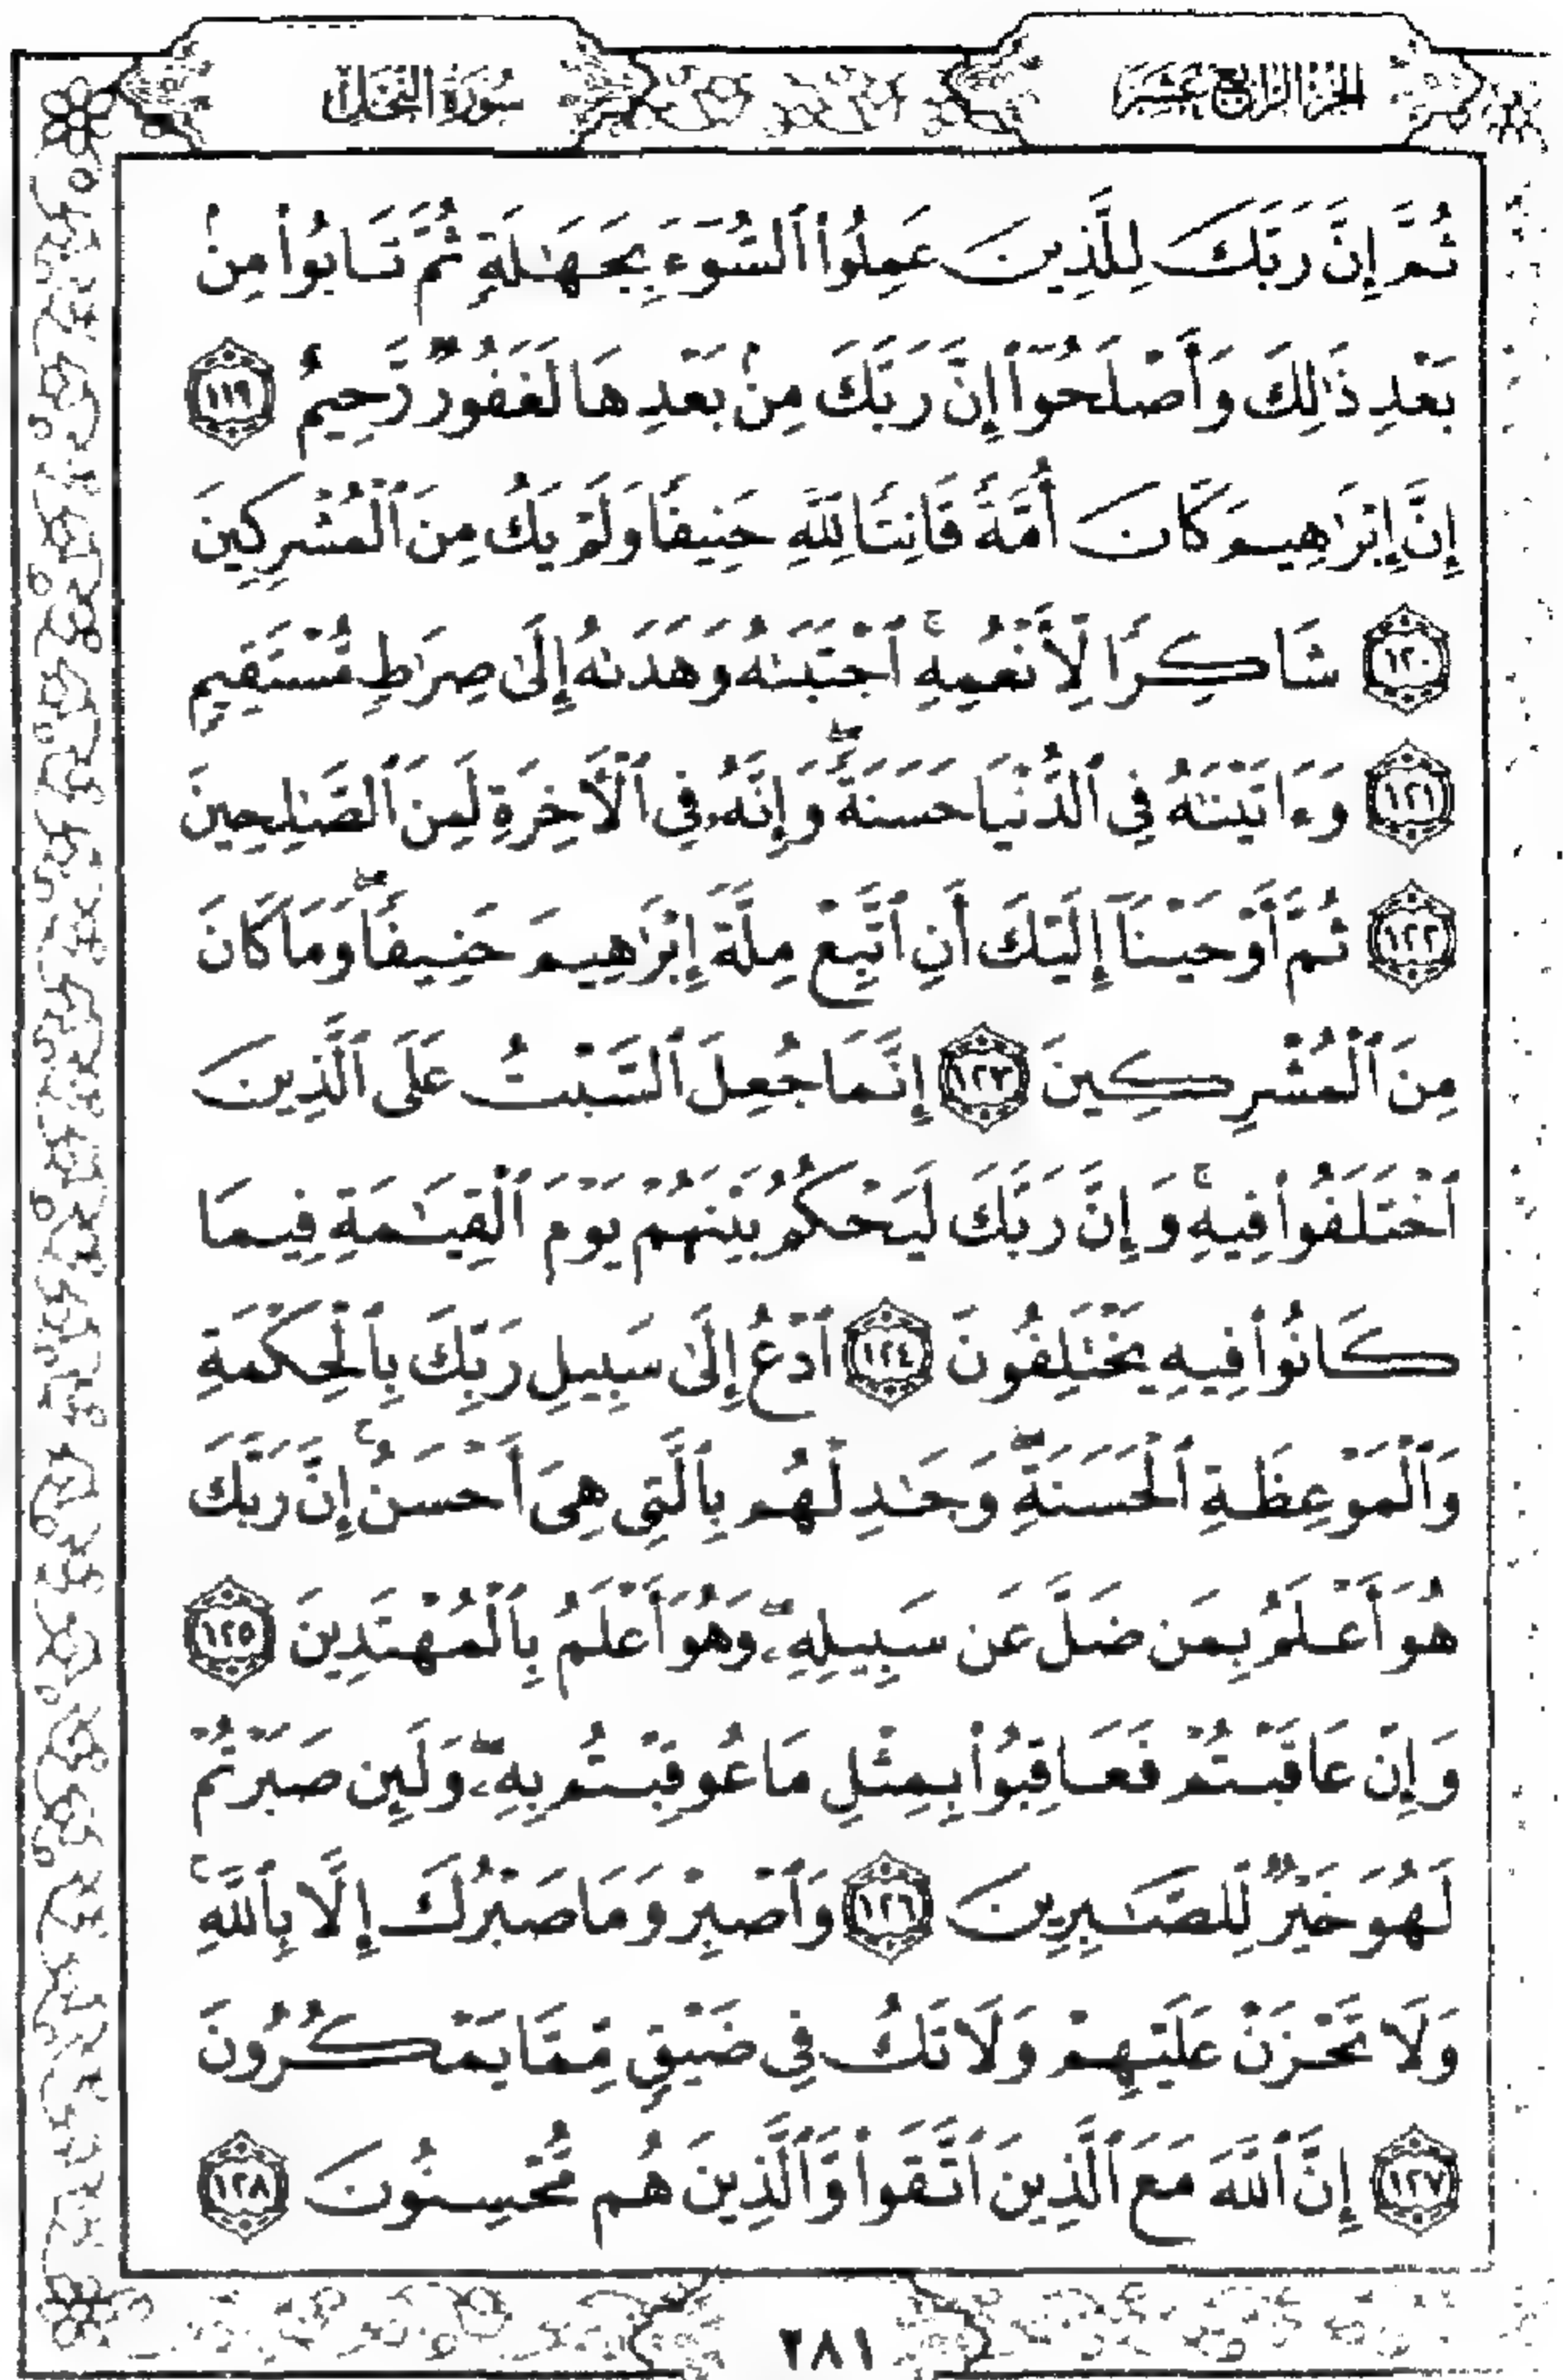 الجزء الرابع عشر
سورة النحل
ثُمَّ إِنَّ رَبَّكَ لِلَّذِينَ عَمِلُوا۟ ٱلسُّوٓءَ بِجَهَٰلَةٍ ثُمَّ تَابُوا۟ مِنۢ
بَعْدِ ذَٰلِكَ وَأَصْلَحُوٓا۟ إِنَّ رَبَّكَ مِنۢ بَعْدِهَا لَغَفُورٌ رَّحِيمٌ ١١٩
إِنَّ إِبْرَٰهِيمَ كَانَ أُمَّةً قَانِتًا لِّلَّهِ حَنِيفًا وَلَمْ يَكُ مِنَ ٱلْمُشْرِكِينَ
١٢٠ شَاكِرًا لِّأَنْعُمِهِ ۚ ٱجْتَبَىٰهُ وَهَدَىٰهُ إِلَىٰ صِرَٰطٍ مُّسْتَقِيمٍ
١٢١ وَءَاتَيْنَٰهُ فِى ٱلدُّنْيَا حَسَنَةً ۖ وَإِنَّهُۥ فِى ٱلْأَخِرَةِ لَمِنَ ٱلصَّٰلِحِينَ
١٢٢ ثُمَّ أَوْحَيْنَآ إِلَيْكَ أَنِ ٱتَّبِعْ مِلَّةَ إِبْرَٰهِيمَ حَنِيفًا ۖ وَمَا كَانَ
مِنَ ٱلْمُشْرِكِينَ ١٢٣ إِنَّمَا جُعِلَ ٱلسَّبْتُ عَلَى ٱلَّذِينَ
ٱخْتَلَفُوا۟ فِيهِ ۚ وَإِنَّ رَبَّكَ لَيَحْكُمُ بَيْنَهُمْ يَوْمَ ٱلْقِيَٰمَةِ فِيمَا
كَانُوا۟ فِيهِ يَخْتَلِفُونَ ١٢٤ ٱدْعُ إِلَىٰ سَبِيلِ رَبِّكَ بِٱلْحِكْمَةِ
وَٱلْمَوْعِظَةِ ٱلْحَسَنَةِ ۖ وَجَٰدِلْهُم بِٱلَّتِى هِىَ أَحْسَنُ ۚ إِنَّ رَبَّكَ
هُوَ أَعْلَمُ بِمَن ضَلَّ عَن سَبِيلِهِۦ ۖ وَهُوَ أَعْلَمُ بِٱلْمُهْتَدِينَ ١٢٥
وَإِنْ عَاقَبْتُمْ فَعَاقِبُوا۟ بِمِثْلِ مَا عُوقِبْتُم بِهِۦ ۖ وَلَئِن صَبَرْتُمْ
لَهُوَ خَيْرٌ لِّلصَّٰبِرِينَ ١٢٦ وَٱصْبِرْ وَمَا صَبْرُكَ إِلَّا بِٱللَّهِ ۚ
وَلَا تَحْزَنْ عَلَيْهِمْ وَلَا تَكُ فِى ضَيْقٍ مِّمَّا يَمْكُرُونَ
١٢٧ إِنَّ ٱللَّهَ مَعَ ٱلَّذِينَ ٱتَّقَوا۟ وَّٱلَّذِينَ هُم مُّحْسِنُونَ ١٢٨
٢٨١